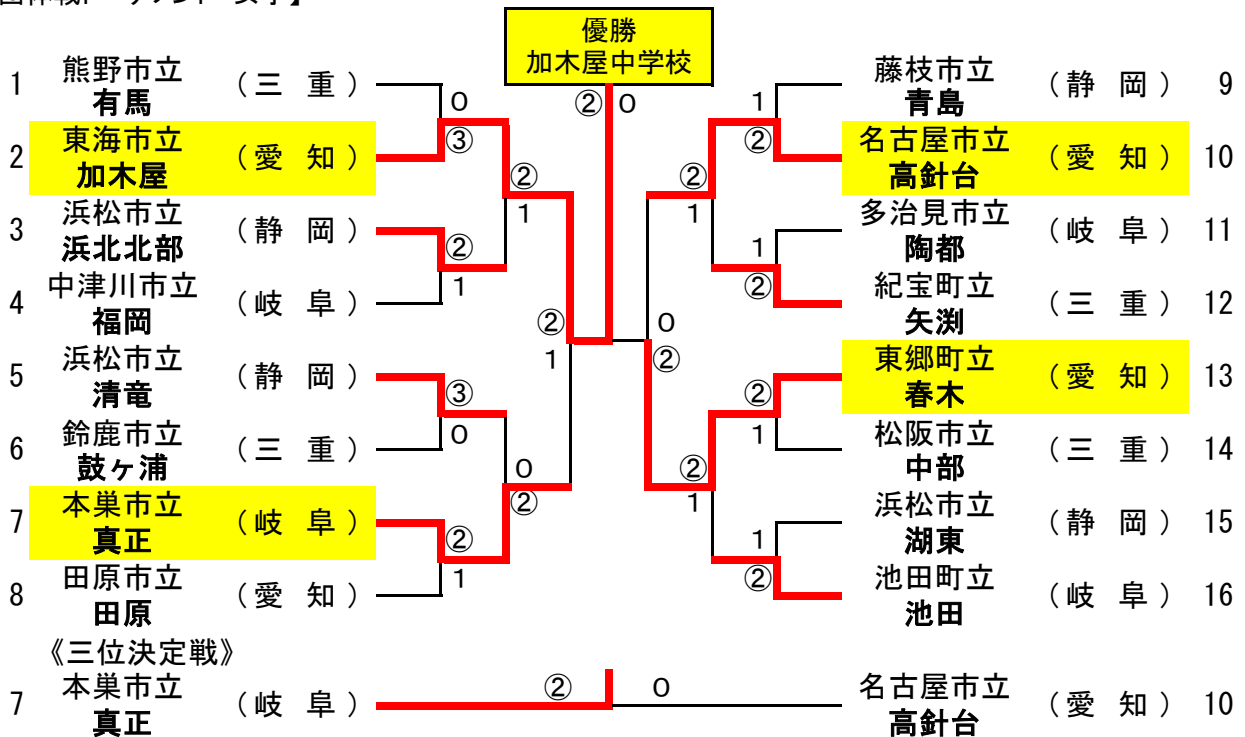 優勝
加木屋中学校
1 熊野市立 有馬 (三 重)
2 東海市立 加木屋 (愛 知)
3 浜松市立 浜北北部 (静 岡)
4 中津川市立 福岡 (岐 阜)
5 浜松市立 清竜 (静 岡)
6 鈴鹿市立 鼓ヶ浦 (三 重)
7 本巣市立 真正 (岐 阜)
8 田原市立 田原 (愛 知)
0
③
②
1
③
0
②
1
②
1
0
②
②
1
② 0
0
②
②
1
②
1
1
②
1
②
②
1
1
②
藤枝市立 青島 (静 岡) 9
名古屋市立 高針台 (愛 知) 10
多治見市立 陶都 (岐 阜) 11
紀宝町立 矢渕 (三 重) 12
東郷町立 春木 (愛 知) 13
松阪市立 中部 (三 重) 14
浜松市立 湖東 (静 岡) 15
池田町立 池田 (岐 阜) 16
《三位決定戦》
7 本巣市立 真正 (岐 阜) ② 0 名古屋市立 高針台 (愛 知) 10